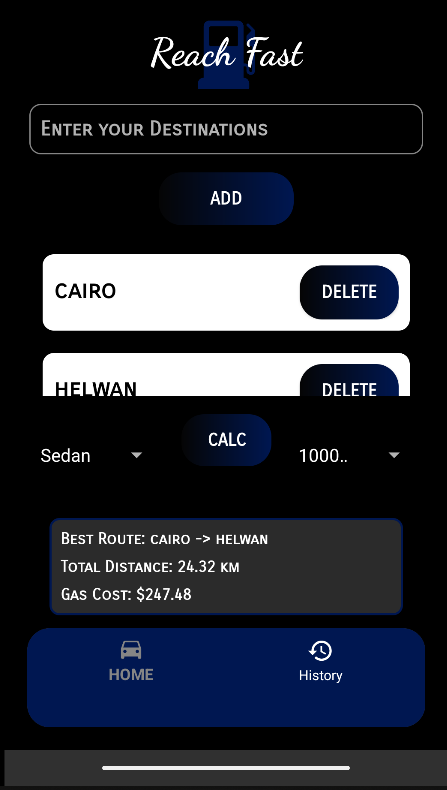 Reach Fast
Enter your Destinations
ADD
CAIRO
DELETE
HELWAN
DELETE
CALC
Sedan
1000..
Best Route: cairo -> helwan
Total Distance: 24.32 km
Gas Cost: $247.48
HOME
History